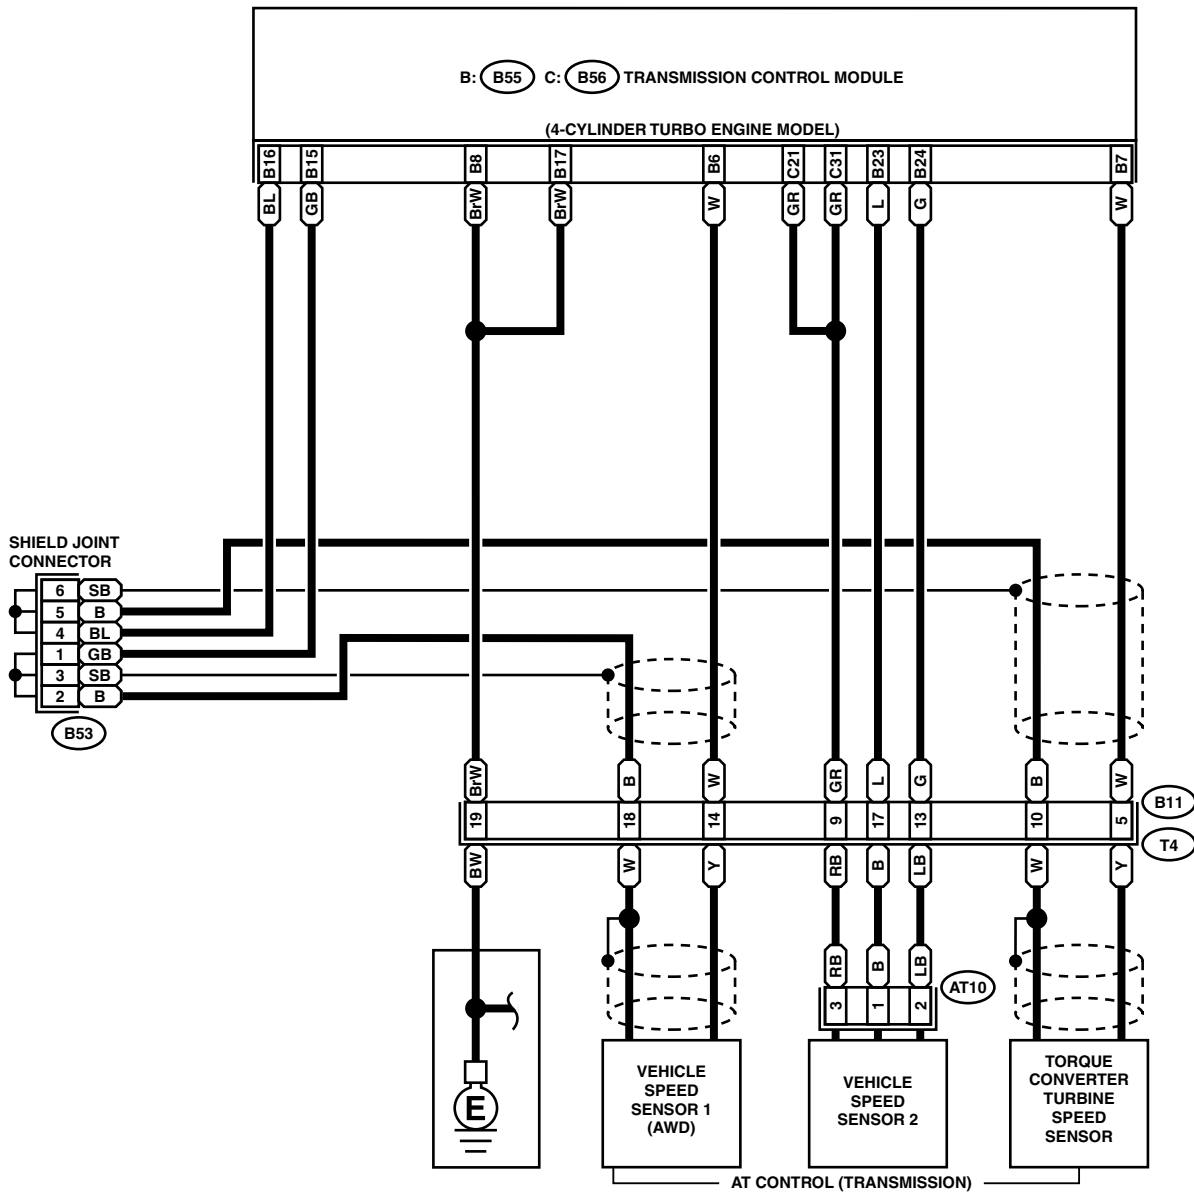 B: B55 C: B56 TRANSMISSION CONTROL MODULE
(4-CYLINDER TURBO ENGINE MODEL)
B16 B15 B8 B17 B6 C21 C31 B23 B24 B7
BL GB BrW BrW W GR GR L G W
SHIELD JOINT
CONNECTOR
6 SB
5 B
4 BL
1 GB
3 SB
2 B
B53
BrW B W GR L G B W
19 18 14 9 17 13 10 5
B11
T4
BW W Y RB B LB W Y
RB B LB
3 1 2
AT10
E
VEHICLE
SPEED
SENSOR 1
(AWD)
VEHICLE
SPEED
SENSOR 2
TORQUE
CONVERTER
TURBINE
SPEED
SENSOR
AT CONTROL (TRANSMISSION)